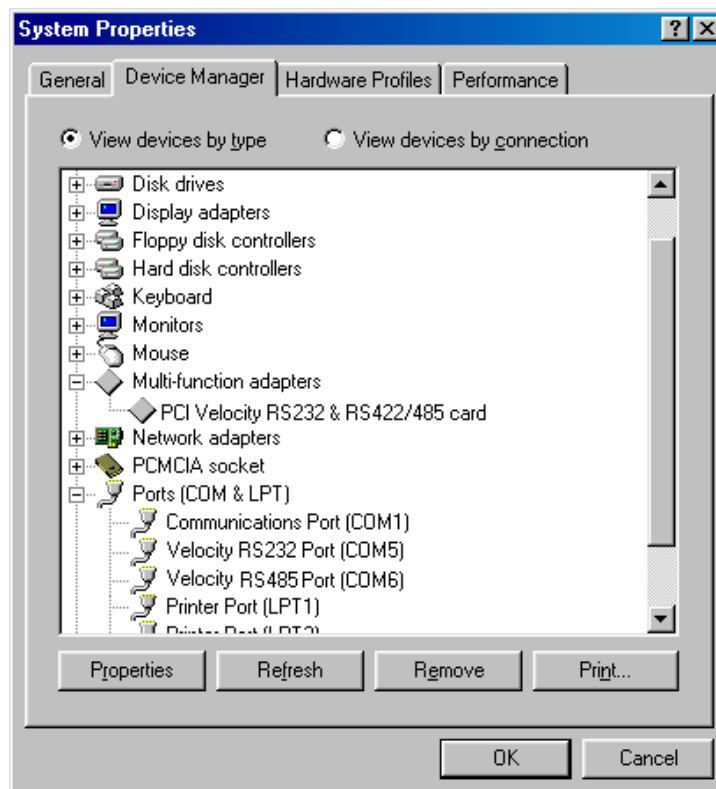 System Properties
General Device Manager Hardware Profiles Performance
View devices by type View devices by connection
Disk drives
Display adapters
Floppy disk controllers
Hard disk controllers
Keyboard
Monitors
Mouse
Multi-function adapters
PCI Velocity RS232 & RS422/485 card
Network adapters
PCMCIA socket
Ports (COM & LPT)
Communications Port (COM1)
Velocity RS232 Port (COM5)
Velocity RS485 Port (COM6)
Printer Port (LPT1)
Printer Port (LPT2)
Properties Refresh Remove Print...
OK Cancel